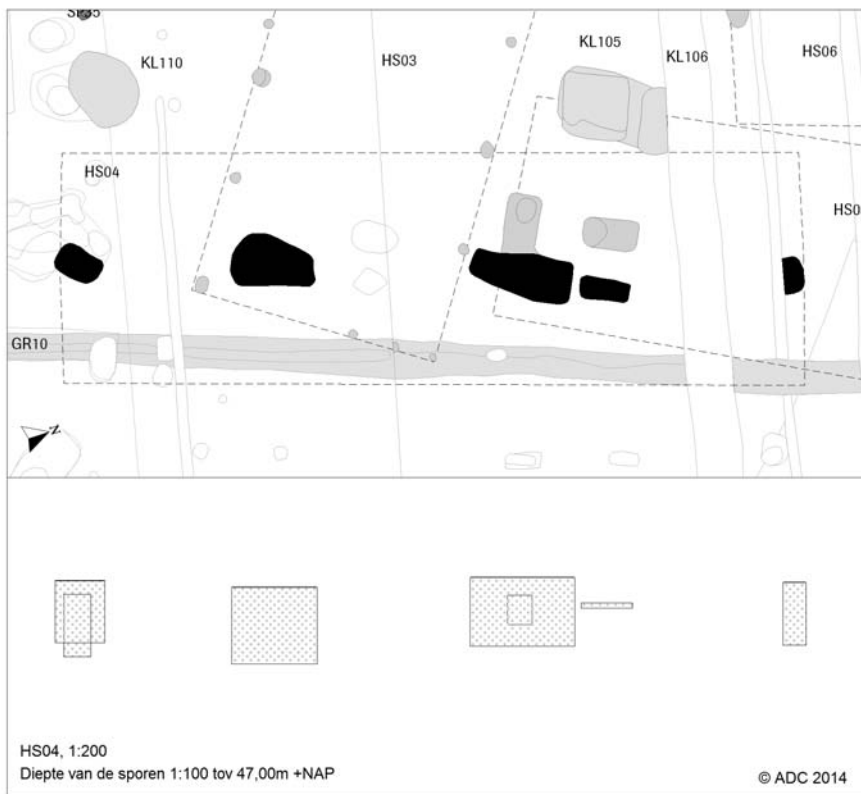 KL110
HS03
KL105
KL106
HS06
HS04
HS0
GR10
N
HS04, 1:200
Diepte van de sporen 1:100 tov 47,00m +NAP
© ADC 2014